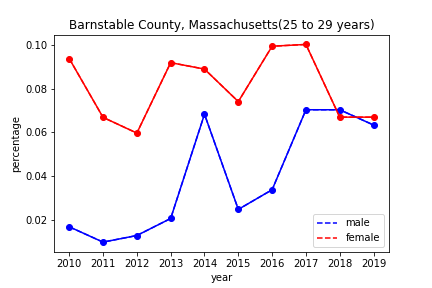 Barnstable County, Massachusetts(25 to 29 years)
0.10
0.08
0.06
0.04
0.02
percentage
2010 2011 2012 2013 2014 2015 2016 2017 2018 2019
year
male
female